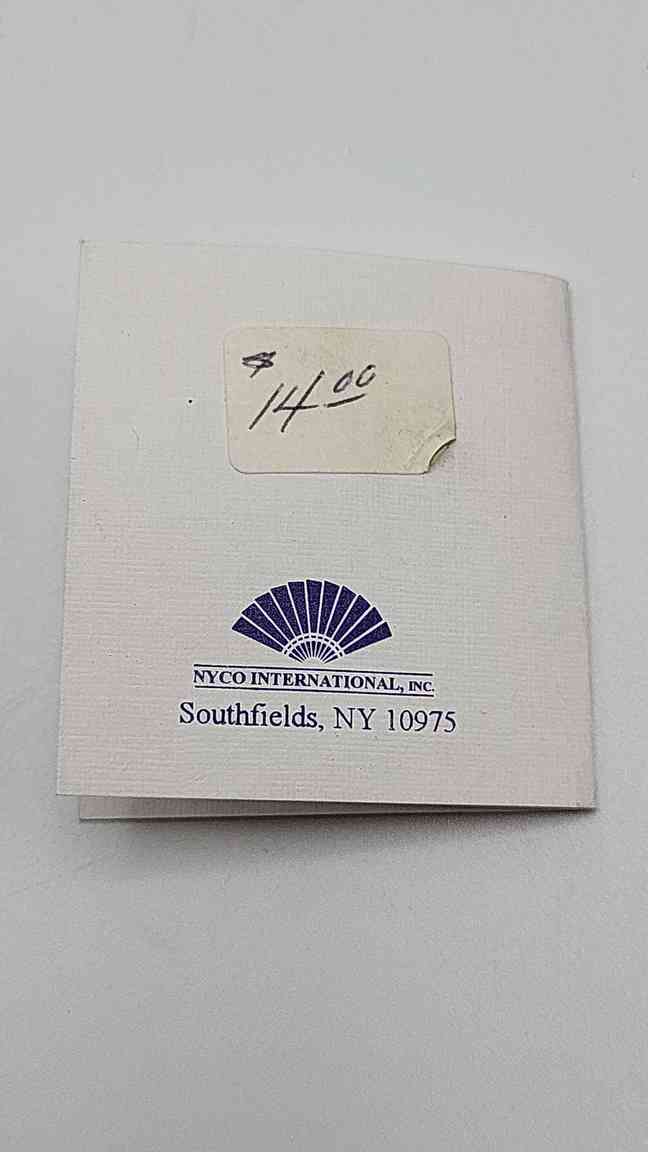 $ 14.00
NYCO INTERNATIONAL, INC.
Southfields, NY 10975